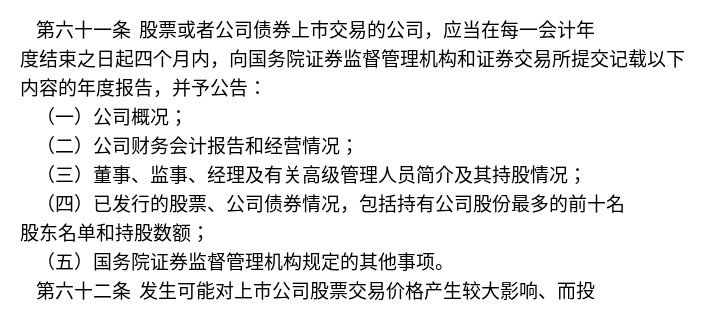 第六十一条 股票或者公司债券上市交易的公司，应当在每一会计年
度结束之日起四个月内，向国务院证券监督管理机构和证券交易所提交记载以下
内容的年度报告，并予公告：
（一）公司概况；
（二）公司财务会计报告和经营情况；
（三）董事、监事、经理及有关高级管理人员简介及其持股情况；
（四）已发行的股票、公司债券情况，包括持有公司股份最多的前十名
股东名单和持股数额；
（五）国务院证券监督管理机构规定的其他事项。
第六十二条 发生可能对上市公司股票交易价格产生较大影响、而投